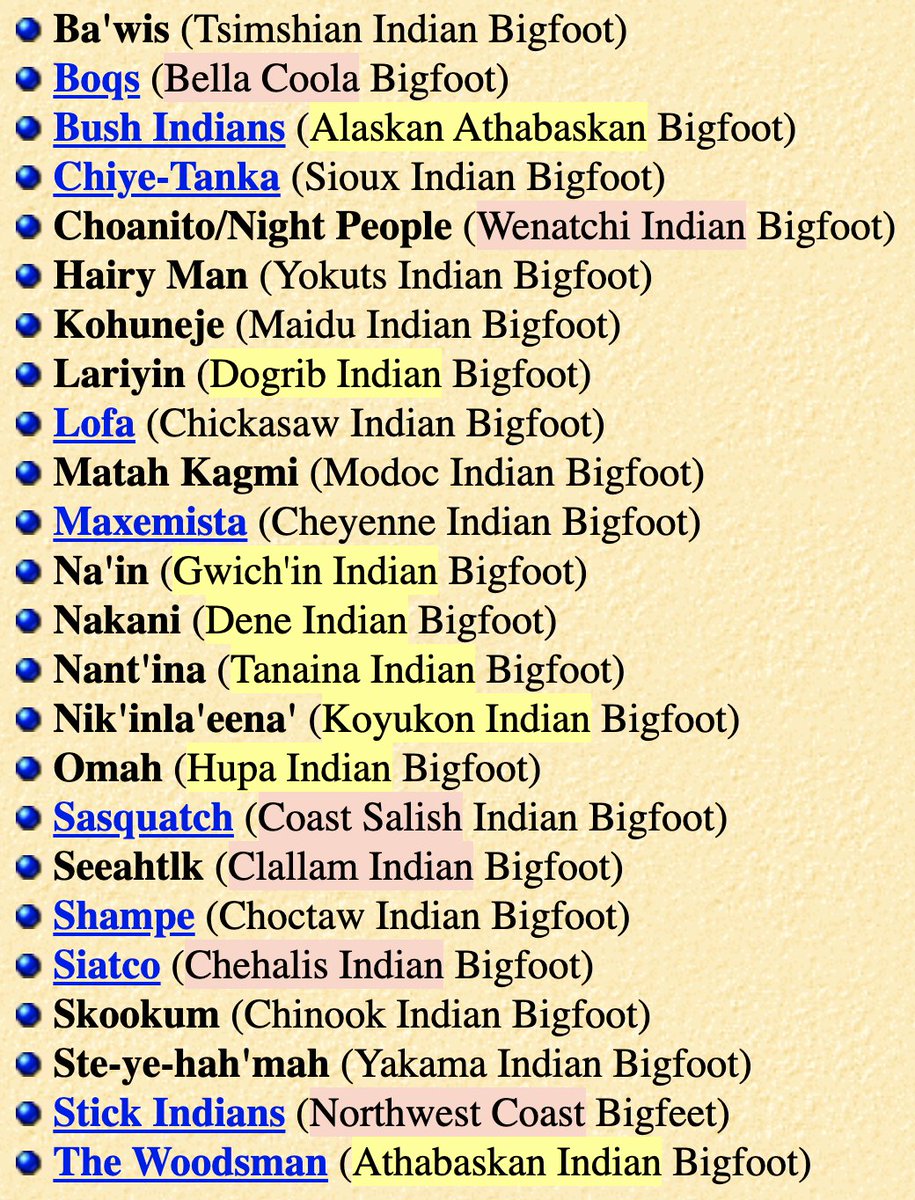 Ba'wis (Tsimshian Indian Bigfoot)
Boqs (Bella Coola Bigfoot)
Bush Indians (Alaskan Athabaskan Bigfoot)
Chiye-Tanka (Sioux Indian Bigfoot)
Choanito/Night People (Wenatchi Indian Bigfoot)
Hairy Man (Yokuts Indian Bigfoot)
Kohuneje (Maidu Indian Bigfoot)
Lariyin (Dogrib Indian Bigfoot)
Lofa (Chickasaw Indian Bigfoot)
Matah Kagmi (Modoc Indian Bigfoot)
Maxemista (Cheyenne Indian Bigfoot)
Na'in (Gwich'in Indian Bigfoot)
Nakani (Dene Indian Bigfoot)
Nant'ina (Tanaina Indian Bigfoot)
Nik'inla'eena' (Koyukon Indian Bigfoot)
Omah (Hupa Indian Bigfoot)
Sasquatch (Coast Salish Indian Bigfoot)
Seeahtlk (Clallam Indian Bigfoot)
Shampe (Choctaw Indian Bigfoot)
Siatco (Chehalis Indian Bigfoot)
Skookum (Chinook Indian Bigfoot)
Ste-ye-hah'mah (Yakama Indian Bigfoot)
Stick Indians (Northwest Coast Bigfeet)
The Woodsman (Athabaskan Indian Bigfoot)